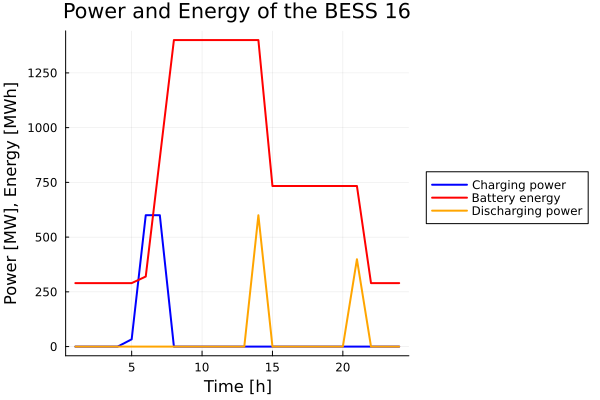 Power and Energy of the BESS 16
Power [MW], Energy [MWh]
1250
1000
750
500
250
0
5
10
15
20
Time [h]
Charging power
Battery energy
Discharging power